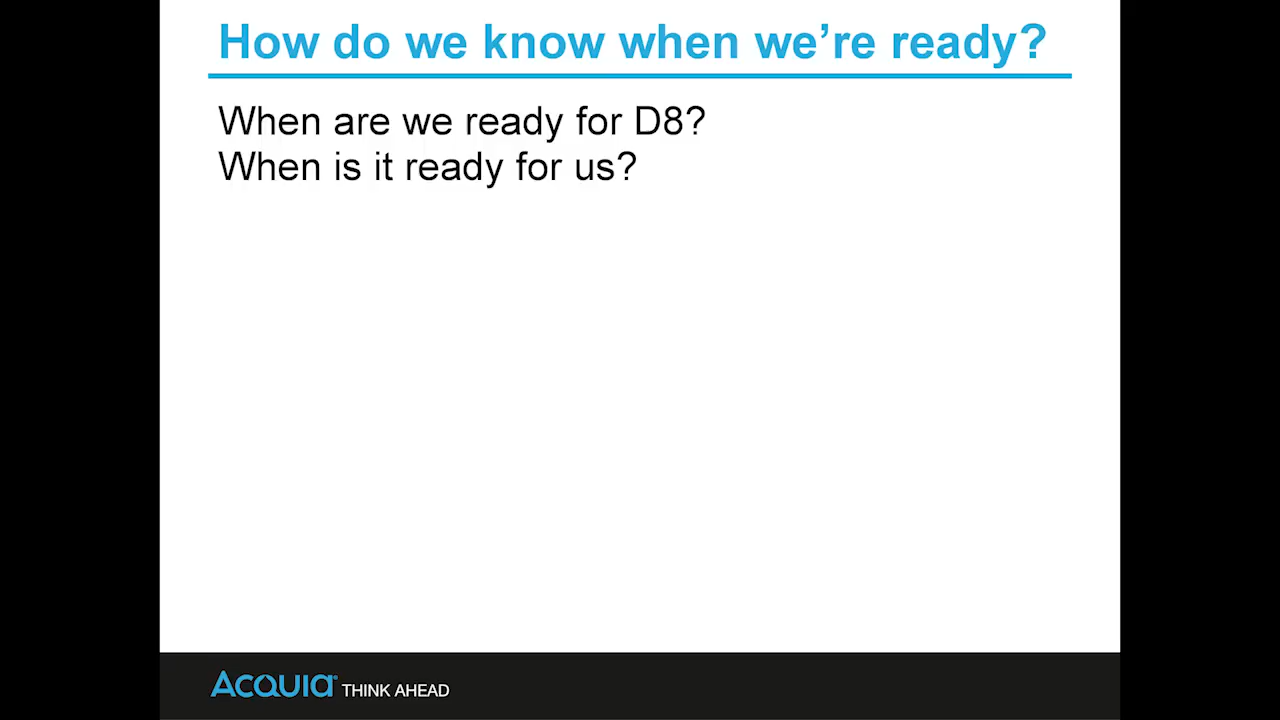 How do we know when we’re ready?
When are we ready for D8?
When is it ready for us?
ACQUIA® THINK AHEAD